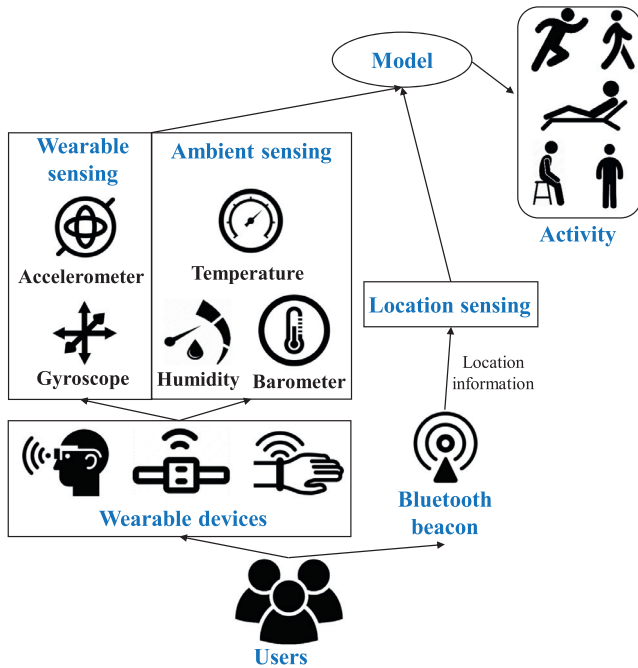 Model
Activity
Wearable
sensing
Ambient sensing
Accelerometer
Temperature
Gyroscope
Humidity
Barometer
Location sensing
Location
information
Wearable devices
Bluetooth
beacon
Users